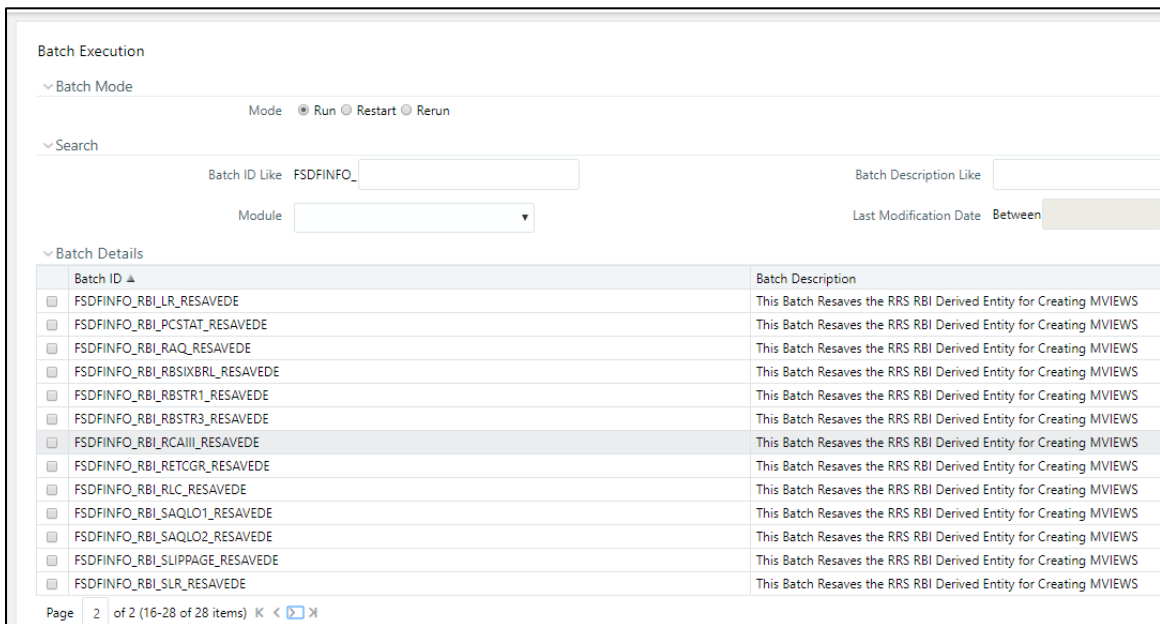 Batch Execution
Batch Mode
Mode Run Restart Rerun
Search
Batch ID Like FSDFINFO_ Batch Description Like
Module Last Modification Date Between
Batch Details
Batch ID Batch Description
FSDFINFO_RBI_LR_RESAVEDE This Batch Resaves the RRS RBI Derived Entity for Creating MVIEWS
FSDFINFO_RBI_PCSTAT_RESAVEDE This Batch Resaves the RRS RBI Derived Entity for Creating MVIEWS
FSDFINFO_RBI_RAQ_RESAVEDE This Batch Resaves the RRS RBI Derived Entity for Creating MVIEWS
FSDFINFO_RBI_RBSIXBRL_RESAVEDE This Batch Resaves the RRS RBI Derived Entity for Creating MVIEWS
FSDFINFO_RBI_RBSTR1_RESAVEDE This Batch Resaves the RRS RBI Derived Entity for Creating MVIEWS
FSDFINFO_RBI_RBSTR3_RESAVEDE This Batch Resaves the RRS RBI Derived Entity for Creating MVIEWS
FSDFINFO_RBI_RCAIII_RESAVEDE This Batch Resaves the RRS RBI Derived Entity for Creating MVIEWS
FSDFINFO_RBI_RETCGR_RESAVEDE This Batch Resaves the RRS RBI Derived Entity for Creating MVIEWS
FSDFINFO_RBI_RLC_RESAVEDE This Batch Resaves the RRS RBI Derived Entity for Creating MVIEWS
FSDFINFO_RBI_SAQLO1_RESAVEDE This Batch Resaves the RRS RBI Derived Entity for Creating MVIEWS
FSDFINFO_RBI_SAQLO2_RESAVEDE This Batch Resaves the RRS RBI Derived Entity for Creating MVIEWS
FSDFINFO_RBI_SLIPPAGE_RESAVEDE This Batch Resaves the RRS RBI Derived Entity for Creating MVIEWS
FSDFINFO_RBI_SLR_RESAVEDE This Batch Resaves the RRS RBI Derived Entity for Creating MVIEWS
Page 2 of 2 (16-28 of 28 items)